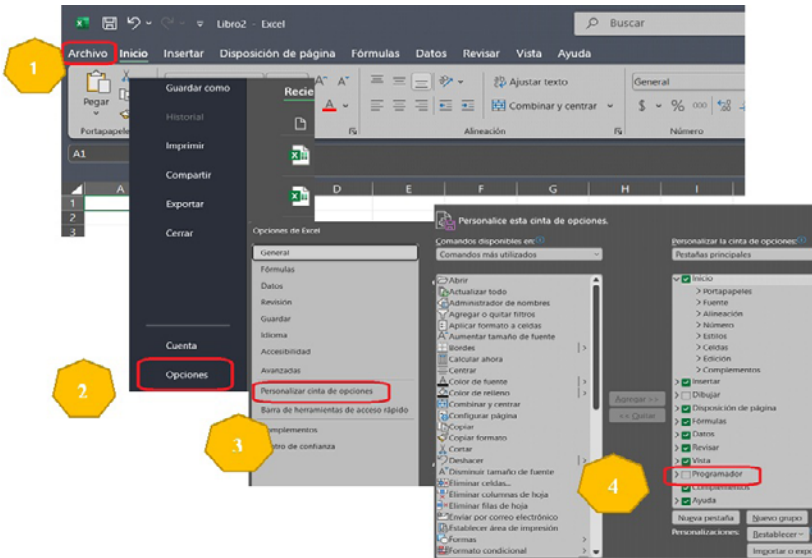 Libro2 - Excel
Buscar
Archivo Inicio Insertar Disposición de página Fórmulas Datos Revisar Vista Ayuda
1
Pegar
Portapapeles
Ajustar texto
Combinar y centrar
Alineación
General
$ % 000
Número
A1
A D E F G H I
1
2
3
Guardar como
Historial
Imprimir
Compartir
Exportar
Cerrar
Cuenta
Opciones
Recie
2
Opciones de Excel
General
Fórmulas
Datos
Revisión
Guardar
Idioma
Accesibilidad
Avanzadas
Personalizar cinta de opciones
Barra de herramientas de acceso rápido
omplementos
tro de confianza
3
Personalice esta cinta de opciones.
Comandos disponibles en:
Comandos más utilizados
Abrir
Actualizar todo
Administrador de nombres
Agregar o quitar filtros
Aplicar formato a celdas
Aumentar tamaño de fuente
Bordes
Calcular ahora
Centrar
Color de fuente
Color de relleno
Combinar y centrar
Configurar página
Copiar
Copiar formato
Cortar
Deshacer
Disminuir tamaño de fuente
Eliminar celdas...
Eliminar columnas de hoja
Eliminar filas de hoja
Enviar por correo electrónico
Establecer área de impresión
Formas
Formato condicional
Agregar >>
<< Quitar
4
Personalizar la cinta de opciones:
Pestañas principales
Inicio
Portapapeles
Fuente
Alineación
Número
Estilos
Celdas
Edición
Complementos
Insertar
Dibujar
Disposición de página
Fórmulas
Datos
Revisar
Vista
Programador
Complementos
Ayuda
Nueva pestaña Nuevo grupo
Personalizaciones: Restablecer
Importar o exp